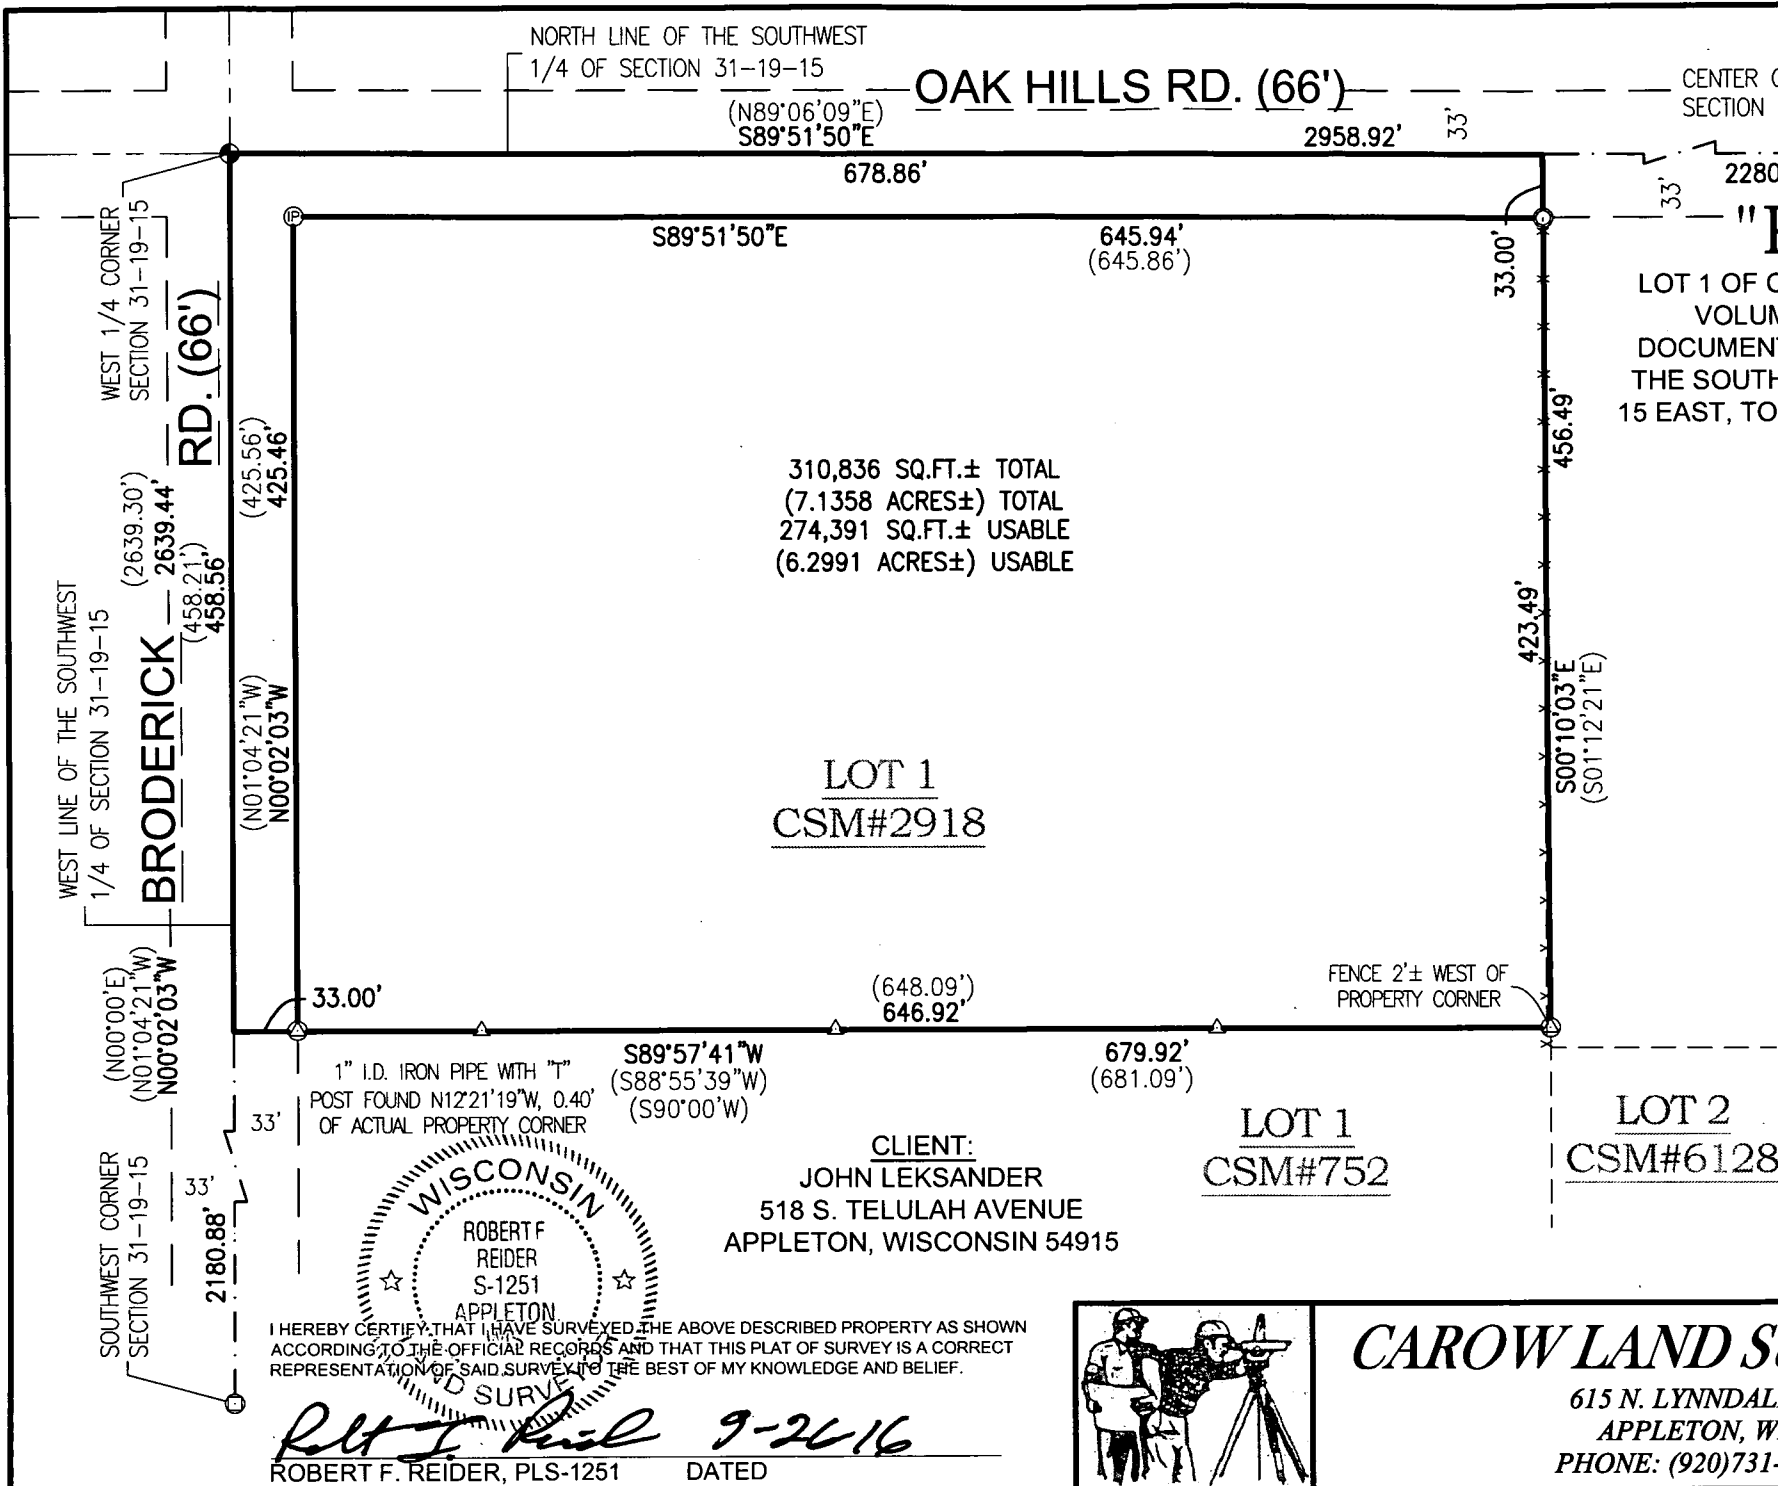 NORTH LINE OF THE SOUTHWEST
1/4 OF SECTION 31-19-15
OAK HILLS RD. (66')
CENTER
SECTION
(N89°06'09"E)
S89°51'50"E
2958.92'
33'
678.86'
2280
33'
S89°51'50"E
645.94'
(645.86')
33.00'
WEST 1/4 CORNER
SECTION 31-19-15
LOT 1 OF
DOCUMENT
15 EAST,
BRODERICK RD. (66')
(425.56')
425.46'
456.49'
310,836 SQ.FT.± TOTAL
(7.1358 ACRES±) TOTAL
274,391 SQ.FT.± USABLE
(6.2991 ACRES±) USABLE
(2639.30')
2639.44'
(458.21')
458.56'
423.49'
WEST LINE OF THE SOUTHWEST
1/4 OF SECTION 31-19-15
(N01°04'21"W)
N00°02'03"W
S00°10'03"E
(S01°12'21"E)
LOT 1
CSM#2918
(N00°00'E)
(N01°04'21"W)
N00°02'03"W
33.00'
(648.09')
646.92'
FENCE 2'± WEST OF
PROPERTY CORNER
1" I.D. IRON PIPE WITH "T"
POST FOUND N12°21'19"W, 0.40'
OF ACTUAL PROPERTY CORNER
S89°57'41"W
(S88°55'39"W)
(S90°00'W)
679.92'
(681.09')
33'
33'
2180.88'
SOUTHWEST CORNER
SECTION 31-19-15
CLIENT:
JOHN LEKSANDER
518 S. TELULAH AVENUE
APPLETON, WISCONSIN 54915
LOT 1
CSM#752
LOT 2
CSM#6128
WISCONSIN
ROBERT F
REIDER
S-1251
APPLETON
I HEREBY CERTIFY THAT I HAVE SURVEYED THE ABOVE DESCRIBED PROPERTY AS SHOWN
ACCORDING TO THE OFFICIAL RECORDS AND THAT THIS PLAT OF SURVEY IS A CORRECT
REPRESENTATION OF SAID SURVEY TO THE BEST OF MY KNOWLEDGE AND BELIEF.
9-26-16
ROBERT F. REIDER, PLS-1251 DATED
CAROW LAND
615 N.
APPLETON,
PHONE: (920)731-